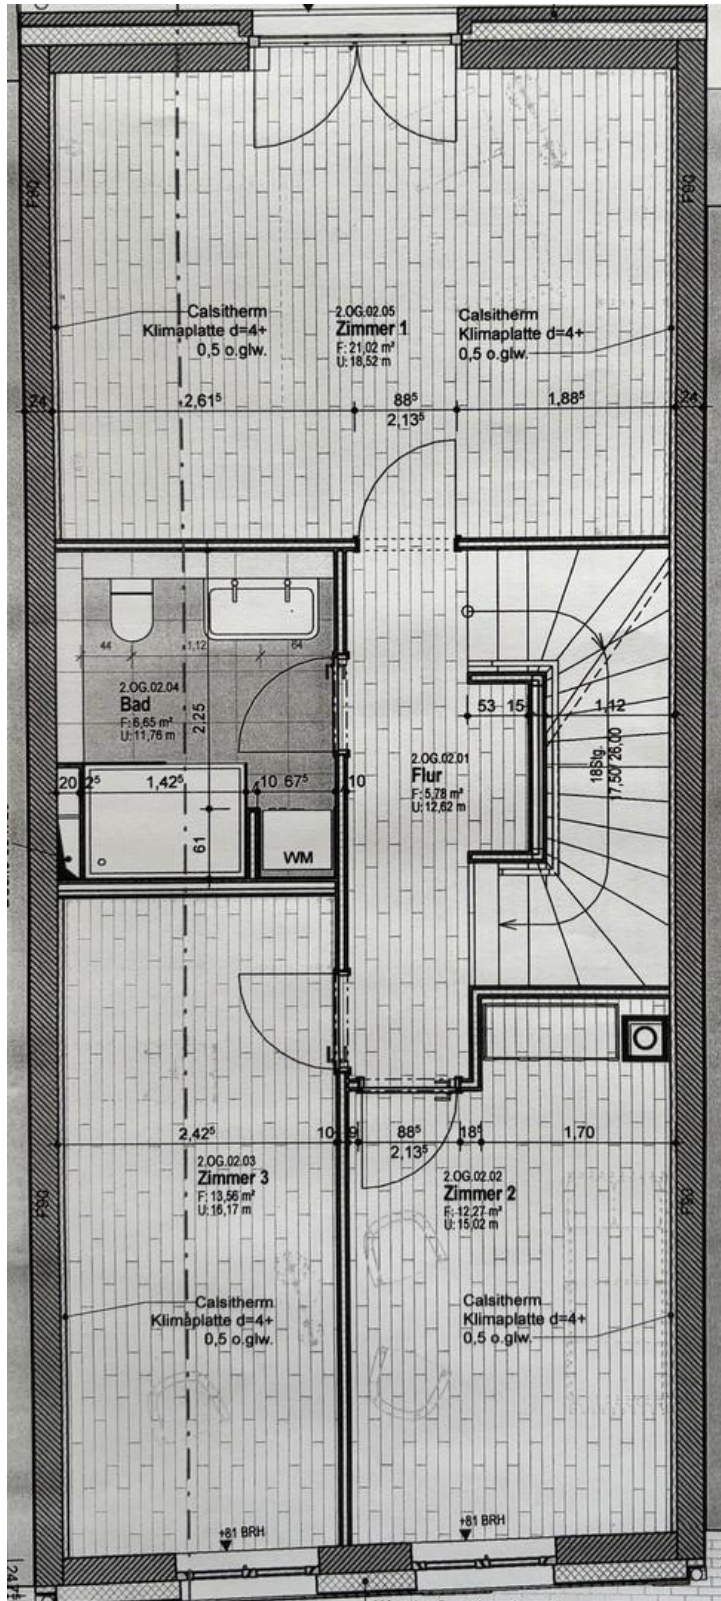 F90
F90
Calsitherm
Klimaplatte d=4+
0,5 o.glw.
2.OG.02.05
Zimmer 1
F: 21,02 m²
U: 18,52 m
Calsitherm
Klimaplatte d=4+
0,5 o.glw.
24
2,61⁵
88⁵
2,13⁵
1,88⁵
24
44
1,12
64
2.OG.02.04
Bad
F: 6,65 m²
U: 11,76 m
2,25
53
15
1,12
2.OG.02.01
Flur
F: 5,78 m²
U: 12,62 m
18Stg.
17,50/26,00
20
2⁵
1,42⁵
10
67⁵
10
61
WM
2,42⁵
10
9
88⁵
2,13⁵
18⁵
1,70
2.OG.02.03
Zimmer 3
F: 13,56 m²
U: 16,17 m
2.OG.02.02
Zimmer 2
F: 12,27 m²
U: 15,02 m
F90
F90
Calsitherm
Klimaplatte d=4+
0,5 o.glw.
Calsitherm
Klimaplatte d=4+
0,5 o.glw.
+81 BRH
+81 BRH